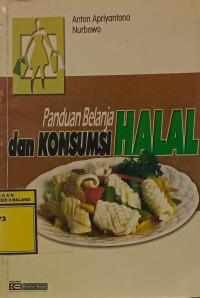 Anton Apriyantono
Nurbowo
Panduan Belanja
dan KONSUMSI HALAL